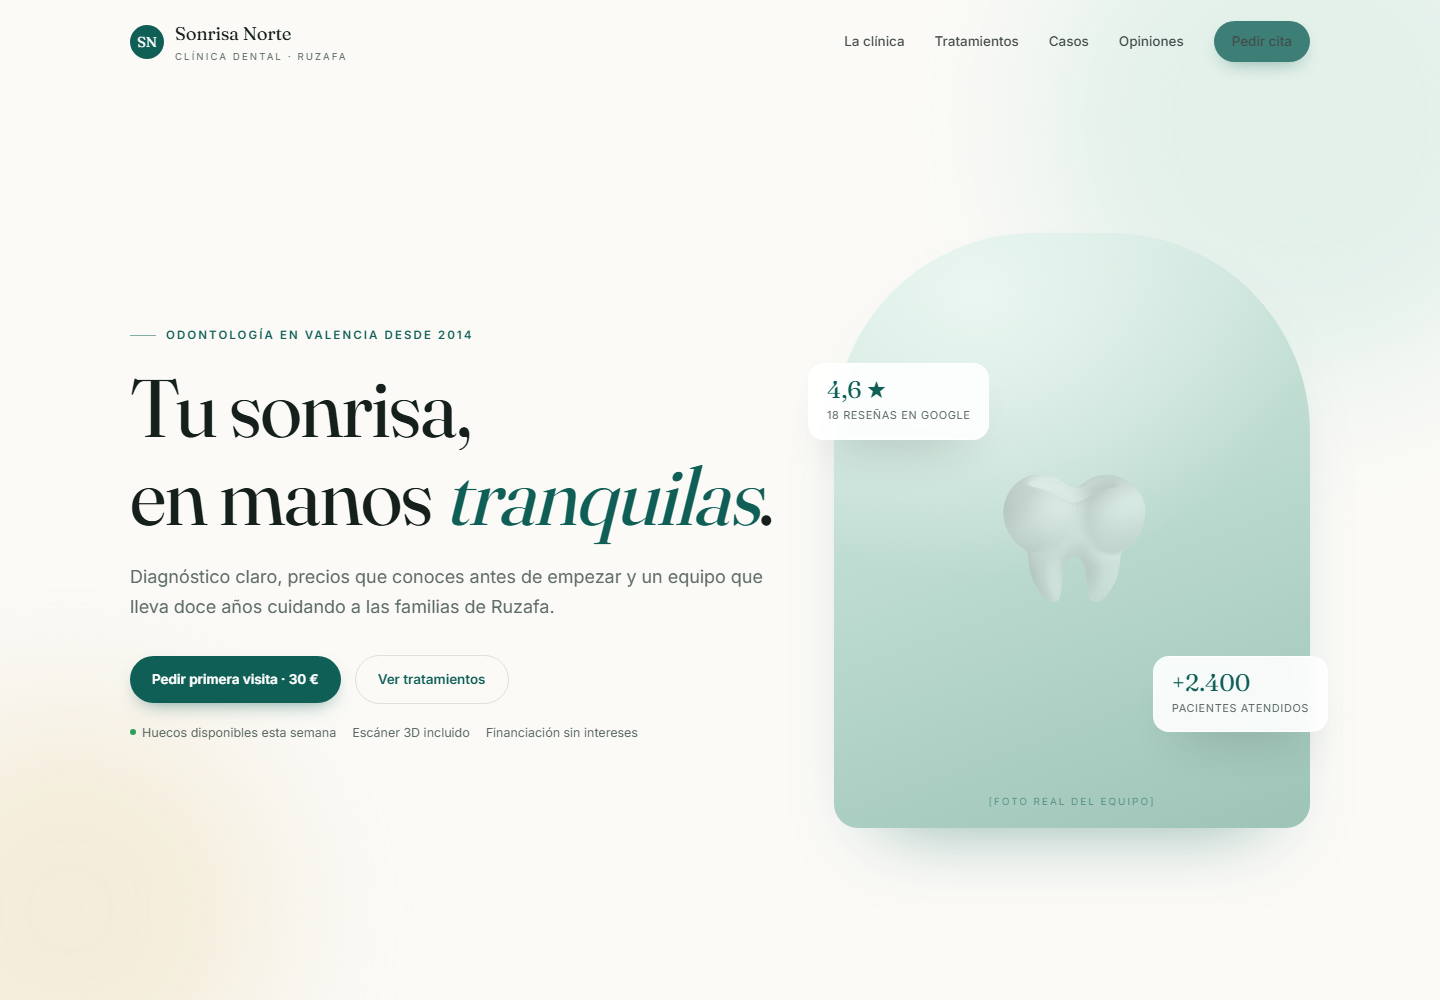 SN
Sonrisa Norte
CLÍNICA DENTAL · RUZAFA
La clínica
Tratamientos
Casos
Opiniones
Pedir cita
ODONTOLOGÍA EN VALENCIA DESDE 2014
Tu sonrisa,
en manos tranquilas.
Diagnóstico claro, precios que conoces antes de empezar y un equipo que
lleva doce años cuidando a las familias de Ruzafa.
Pedir primera visita · 30 €
Ver tratamientos
Huecos disponibles esta semana
Escáner 3D incluido
Financiación sin intereses
4,6 ★
18 RESEÑAS EN GOOGLE
+2.400
PACIENTES ATENDIDOS
[FOTO REAL DEL EQUIPO]